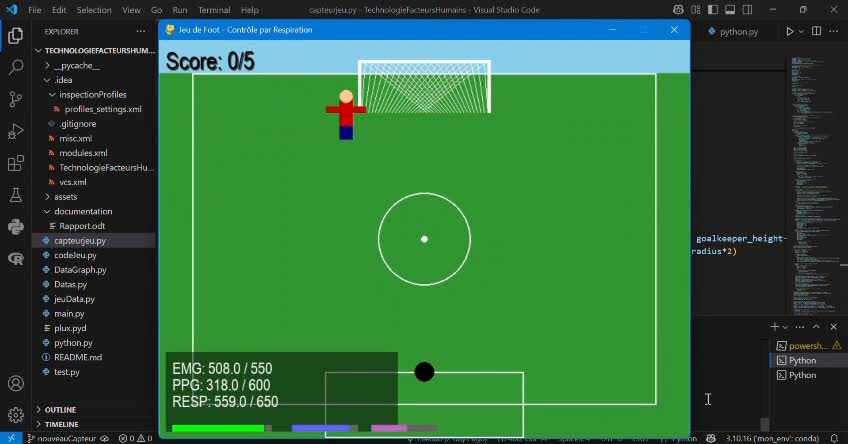 File Edit Selection View Go Run Terminal Help
capteurjeu.py - TechnologieFacteursHumains - Visual Studio Code
EXPLORER
TECHNOLOGIEFACTEURSHUM...
__pycache__
.idea
inspectionProfiles
profiles_settings.xml
.gitignore
misc.xml
modules.xml
TechnologieFacteursHu...
vcs.xml
assets
documentation
Rapport.odt
capteurjeu.py
codeJeu.py
DataGraph.py
Datas.py
jeuData.py
main.py
plux.pyd
python.py
README.md
test.py
OUTLINE
TIMELINE
nouveauCapteur
0 0
Jeu de Foot - Contrôle par Respiration
Score: 0/5
EMG: 508.0 / 550
PPG: 318.0 / 600
RESP: 559.0 / 650
python.py
goalkeeper_height-
radius*2)
powersh...
Python
Python
Python
3.10.16 ('mon_env': conda)